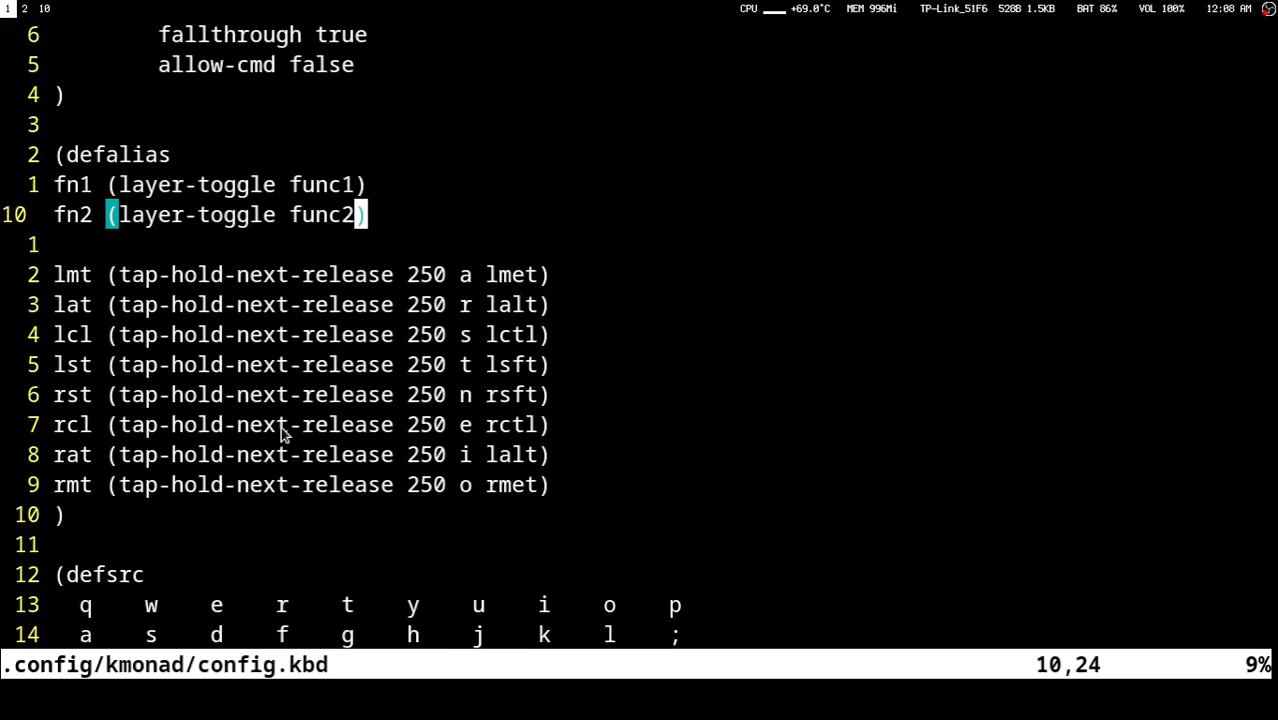 1 2 10 CPU +69.0°C MEM 996Mi TP-Link_51F6 528B 1.5KB BAT 86% VOL 100% 12:08 AM
6 fallthrough true
5 allow-cmd false
4 )
3
2 (defalias
1 fn1 (layer-toggle func1)
10 fn2 (layer-toggle func2)
1
2 lmt (tap-hold-next-release 250 a lmet)
3 lat (tap-hold-next-release 250 r lalt)
4 lcl (tap-hold-next-release 250 s lctl)
5 lst (tap-hold-next-release 250 t lsft)
6 rst (tap-hold-next-release 250 n rsft)
7 rcl (tap-hold-next-release 250 e rctl)
8 rat (tap-hold-next-release 250 i lalt)
9 rmt (tap-hold-next-release 250 o rmet)
10 )
11
12 (defsrc
13 q w e r t y u i o p
14 a s d f g h j k l ;
.config/kmonad/config.kbd 10,24 9%